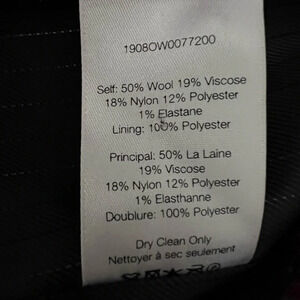 1908OW0077200
Self: 50% Wool 19% Viscose
18% Nylon 12% Polyester
1% Elastane
Lining: 100% Polyester
Principal: 50% La Laine
19% Viscose
18% Nylon 12% Polyester
1% Elasthanne
Doublure: 100% Polyester
Dry Clean Only
Nettoyer à sec seulement